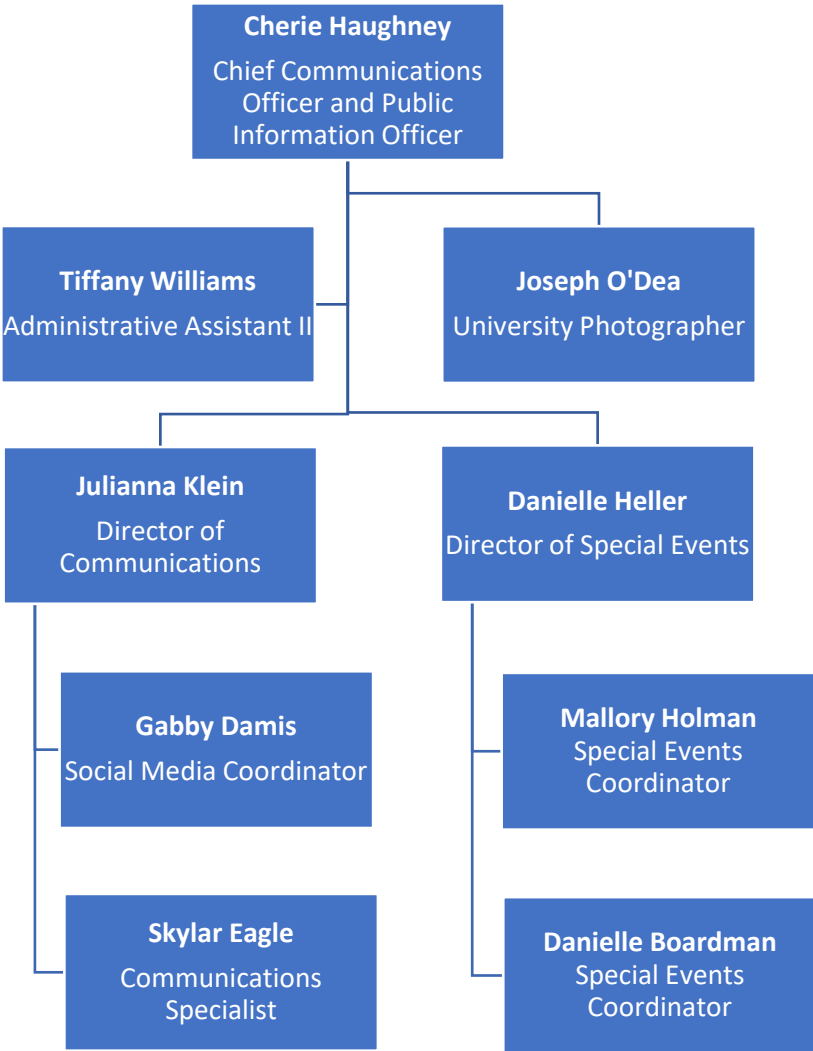 Cherie Haughney
Chief Communications
Officer and Public
Information Officer
Tiffany Williams
Administrative Assistant II
Joseph O'Dea
University Photographer
Julianna Klein
Director of
Communications
Danielle Heller
Director of Special Events
Gabby Damis
Social Media Coordinator
Mallory Holman
Special Events
Coordinator
Skylar Eagle
Communications
Specialist
Danielle Boardman
Special Events
Coordinator